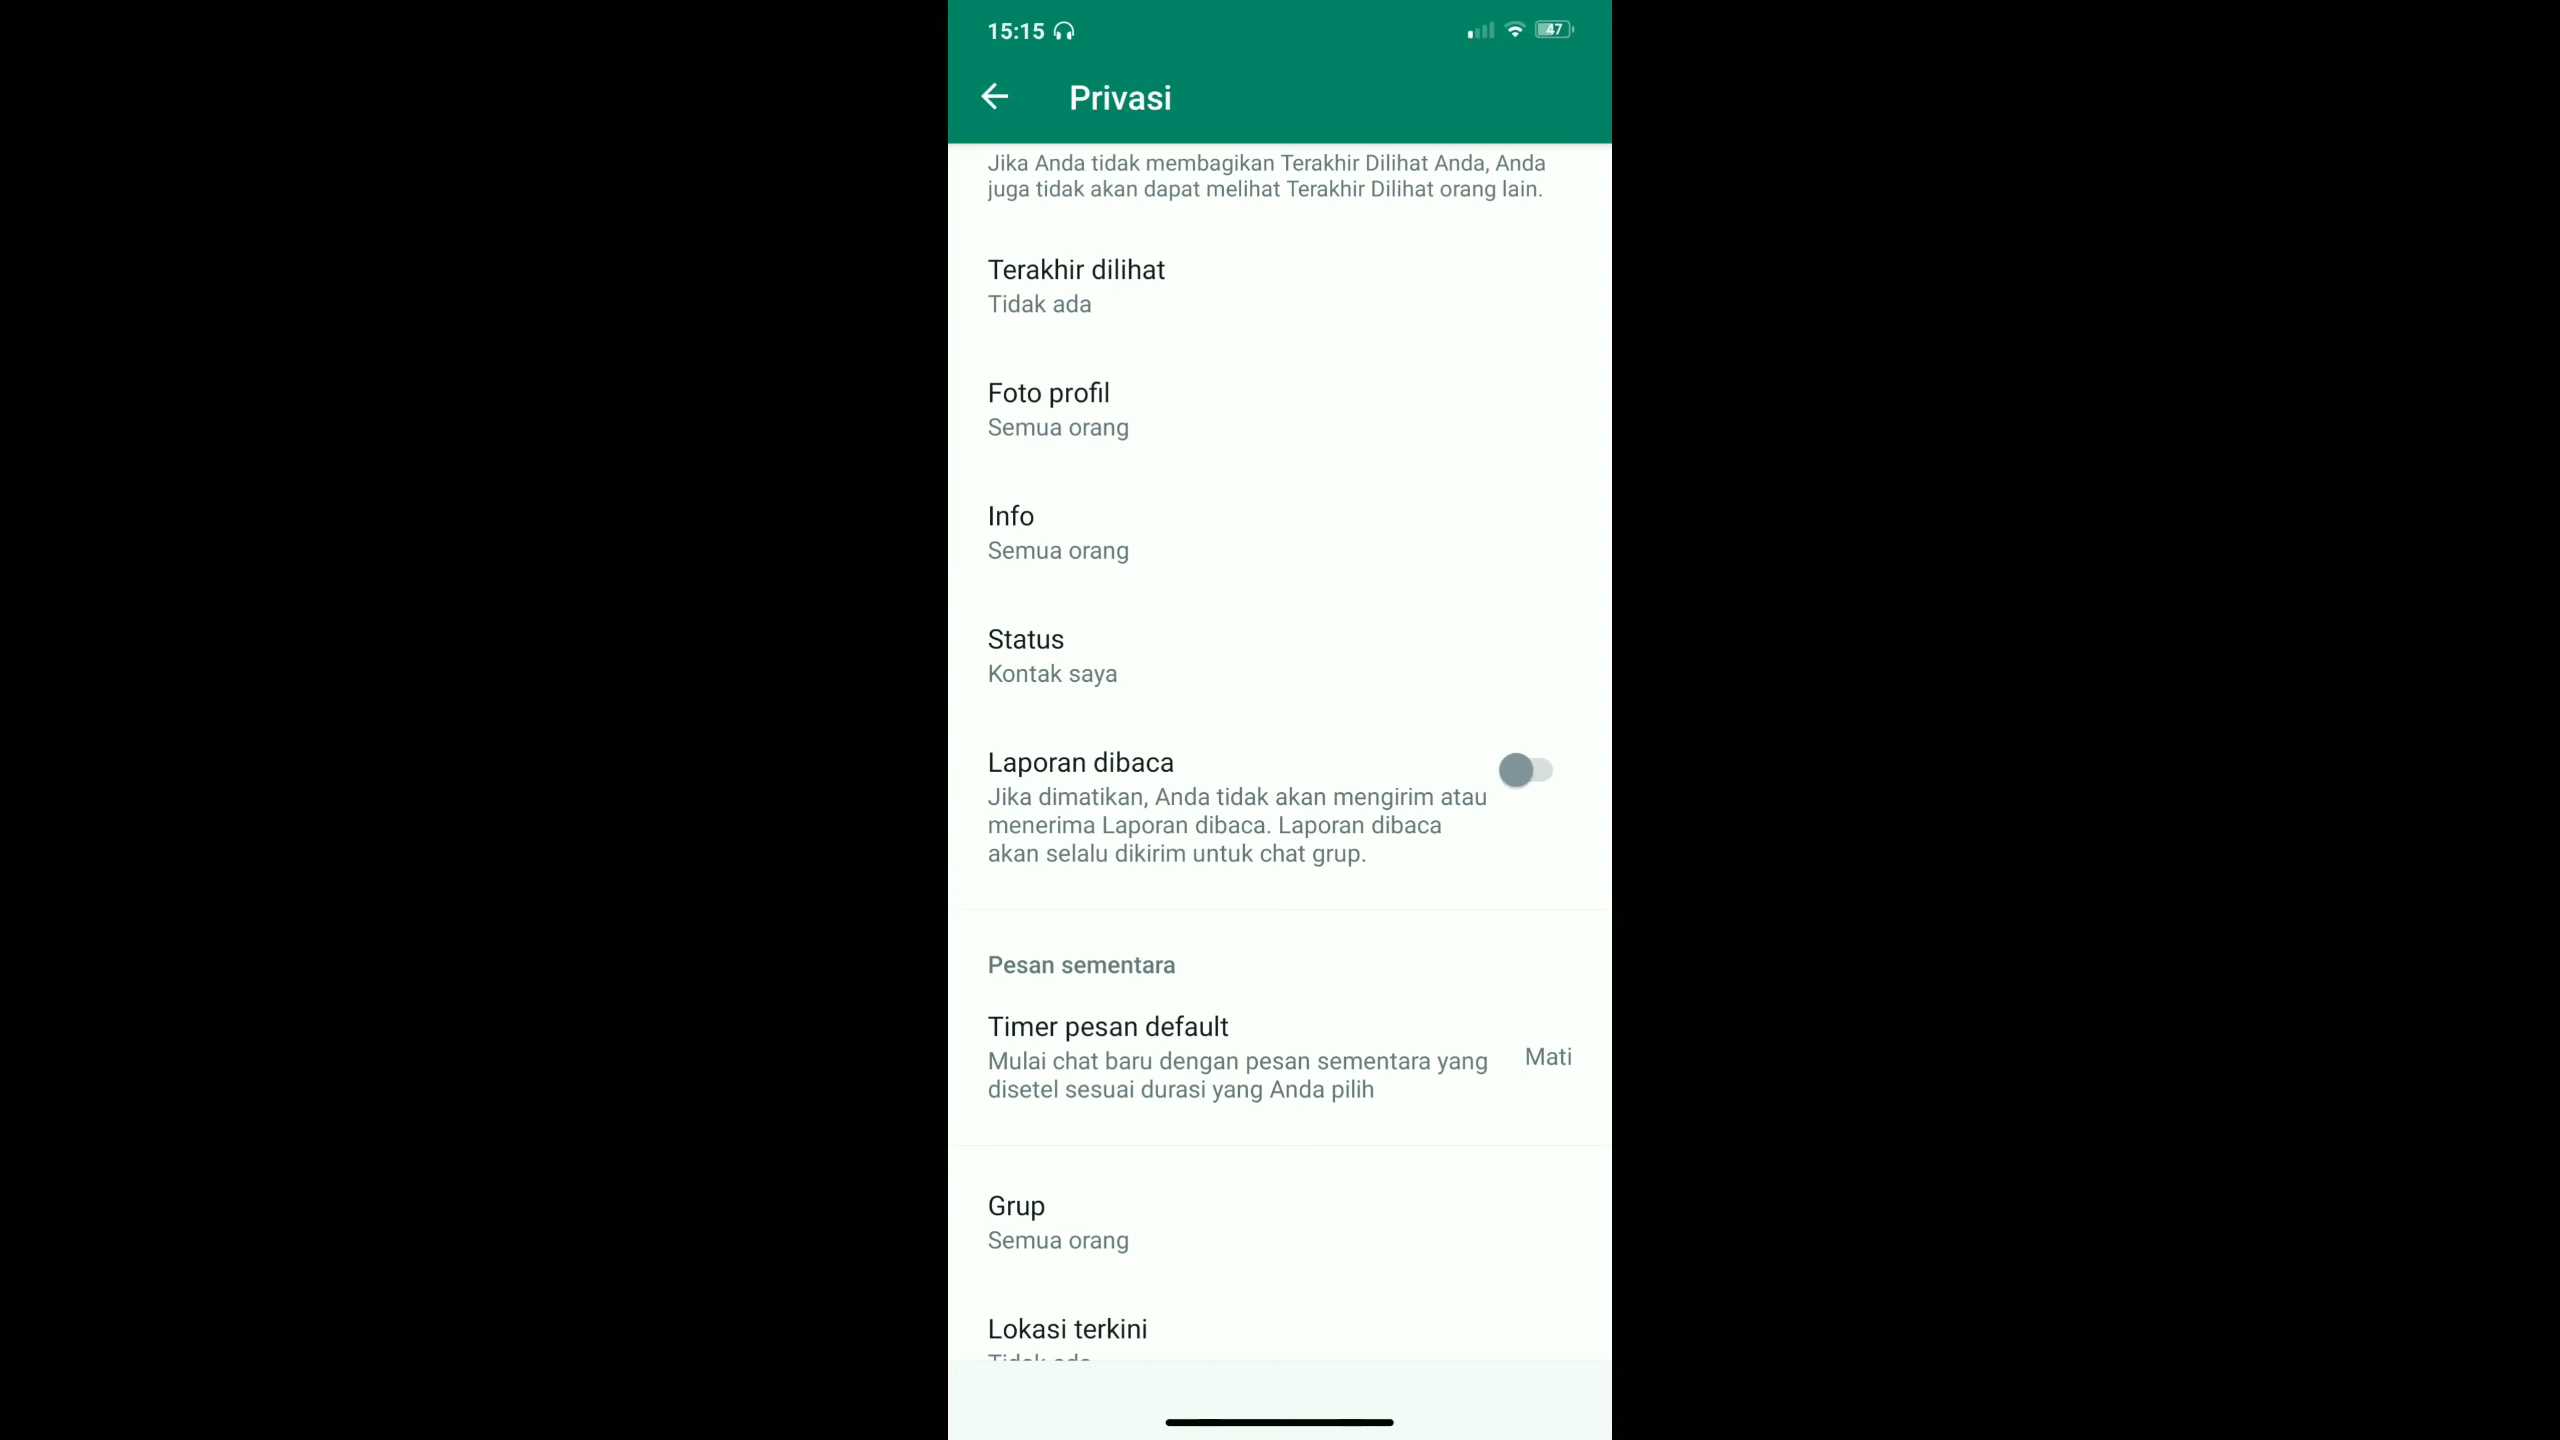 15:15
47
Privasi
Jika Anda tidak membagikan Terakhir Dilihat Anda, Anda
juga tidak akan dapat melihat Terakhir Dilihat orang lain.
Terakhir dilihat
Tidak ada
Foto profil
Semua orang
Info
Semua orang
Status
Kontak saya
Laporan dibaca
Jika dimatikan, Anda tidak akan mengirim atau
menerima Laporan dibaca. Laporan dibaca
akan selalu dikirim untuk chat grup.
Pesan sementara
Timer pesan default
Mulai chat baru dengan pesan sementara yang
disetel sesuai durasi yang Anda pilih
Mati
Grup
Semua orang
Lokasi terkini
Tidak ada